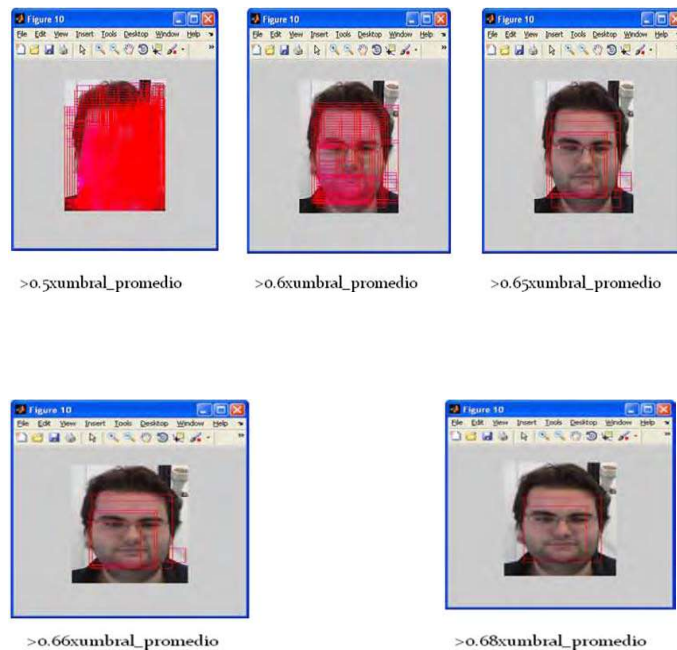 Figure 10
File Edit View Insert Tools Desktop Window Help
>0.5xumbral_promedio
Figure 10
File Edit View Insert Tools Desktop Window Help
>0.6xumbral_promedio
Figure 10
File Edit View Insert Tools Desktop Window Help
>0.65xumbral_promedio
Figure 10
File Edit View Insert Tools Desktop Window Help
>0.66xumbral_promedio
Figure 10
File Edit View Insert Tools Desktop Window Help
>0.68xumbral_promedio